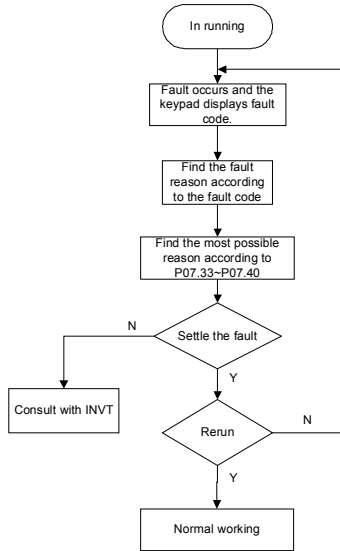 In running
Fault occurs and the
keypad displays fault
code.
Find the fault
reason according
to the fault code
Find the most possible
reason according to
P07.33~P07.40
N
Settle the fault
Y
Consult with INVT
Rerun
N
Y
Normal working